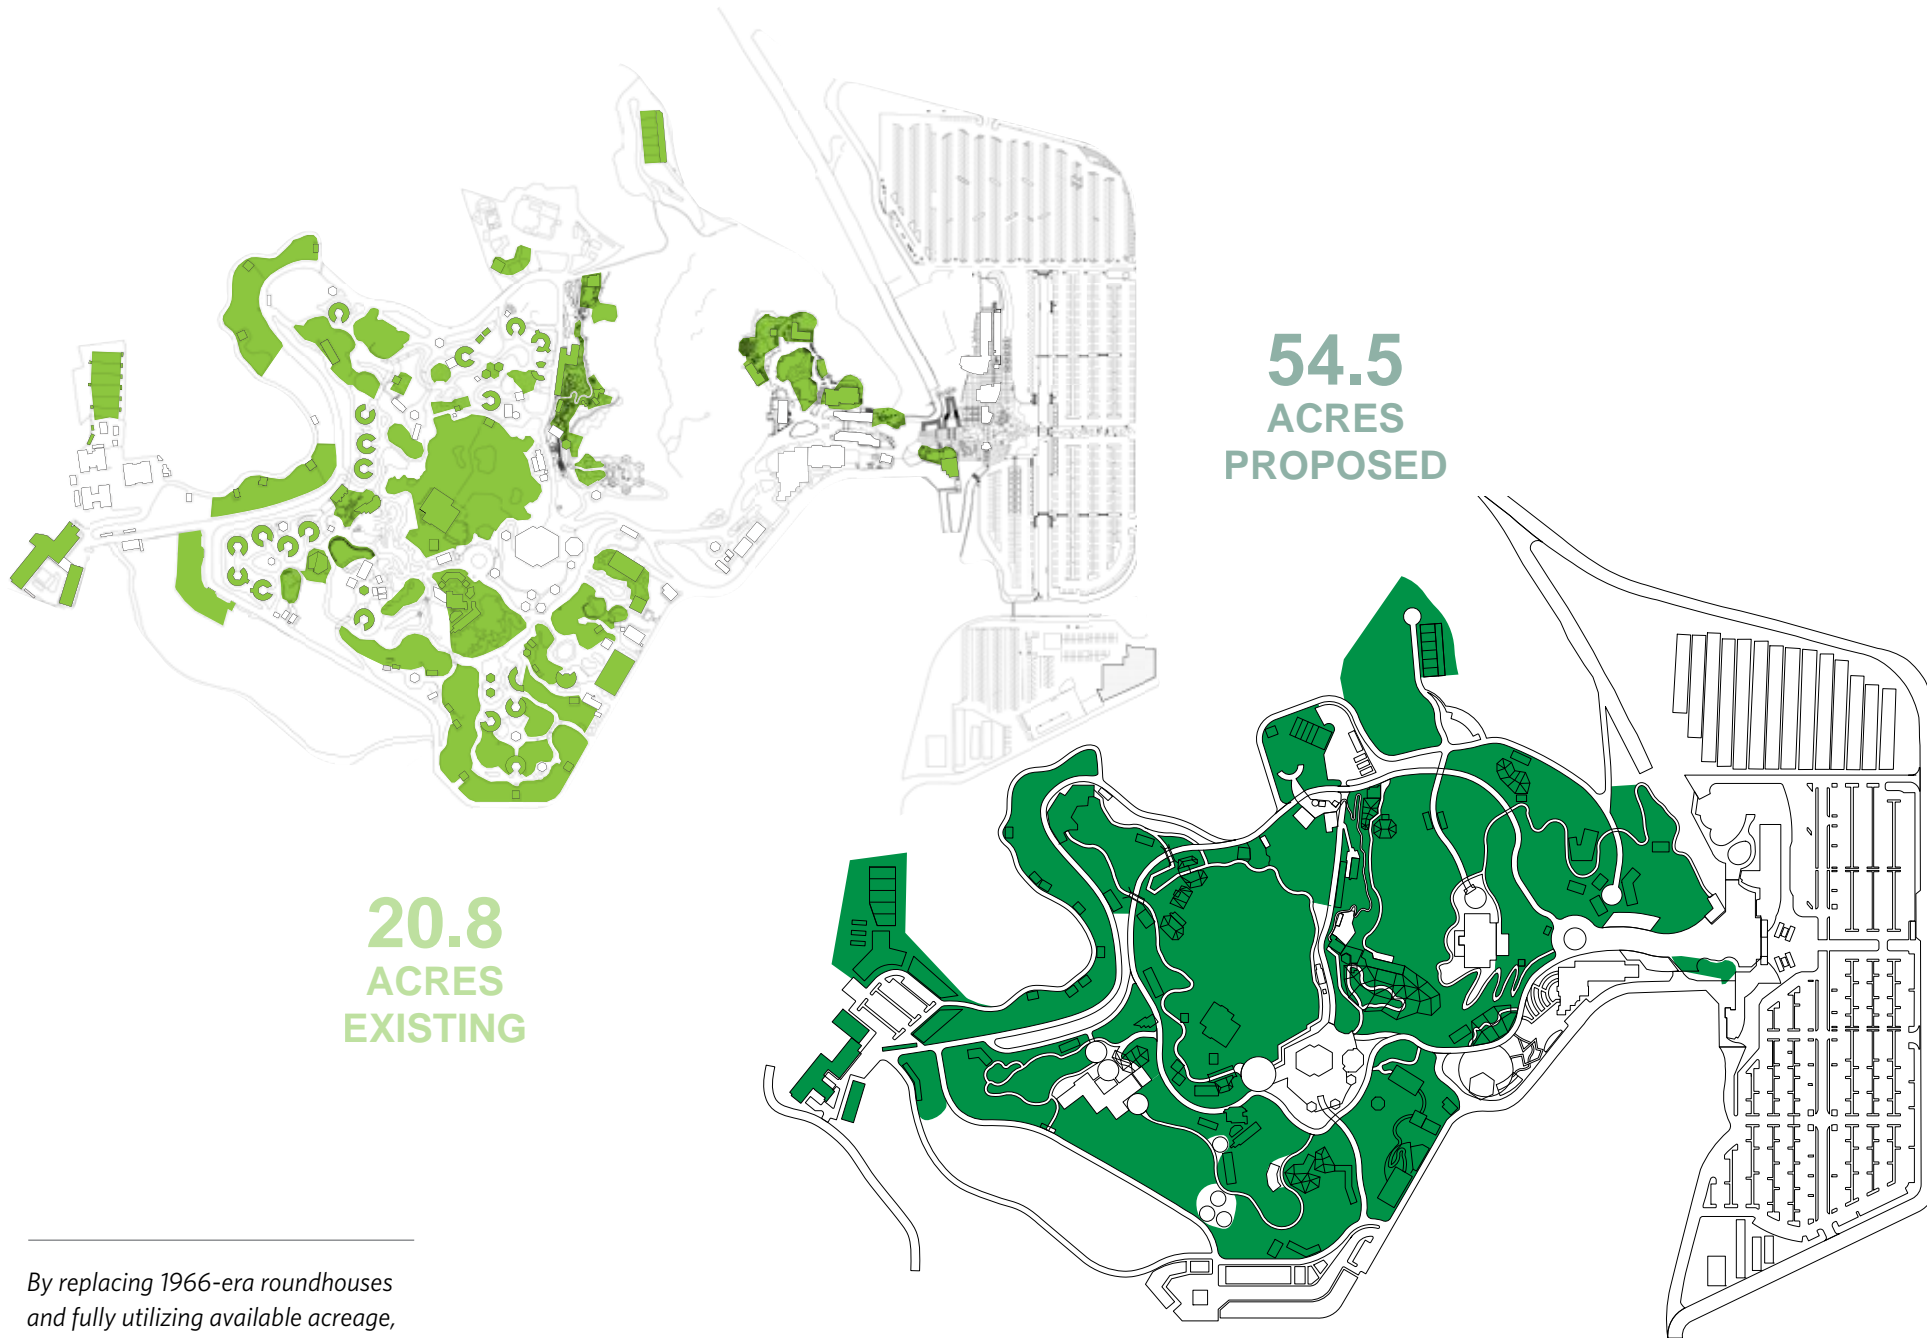 54.5
ACRES
PROPOSED
20.8
ACRES
EXISTING
By replacing 1966-era roundhouses
and fully utilizing available acreage,